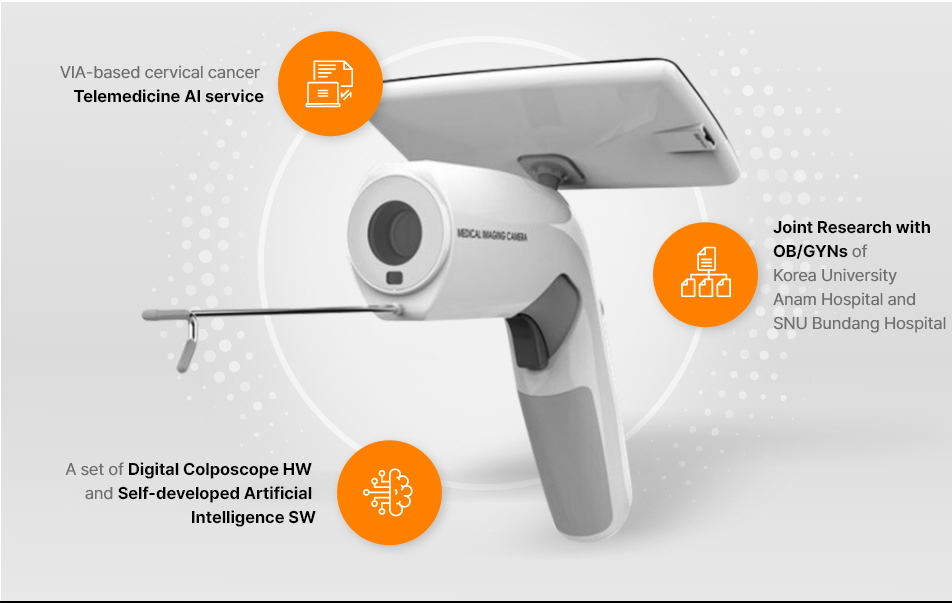 VIA-based cervical cancer
Telemedicine AI service
MEDICAL IMAGING CAMERA
Joint Research with
OB/GYNs of
Korea University
Anam Hospital and
SNU Bundang Hospital
A set of Digital Colposcope HW
and Self-developed Artificial
Intelligence SW